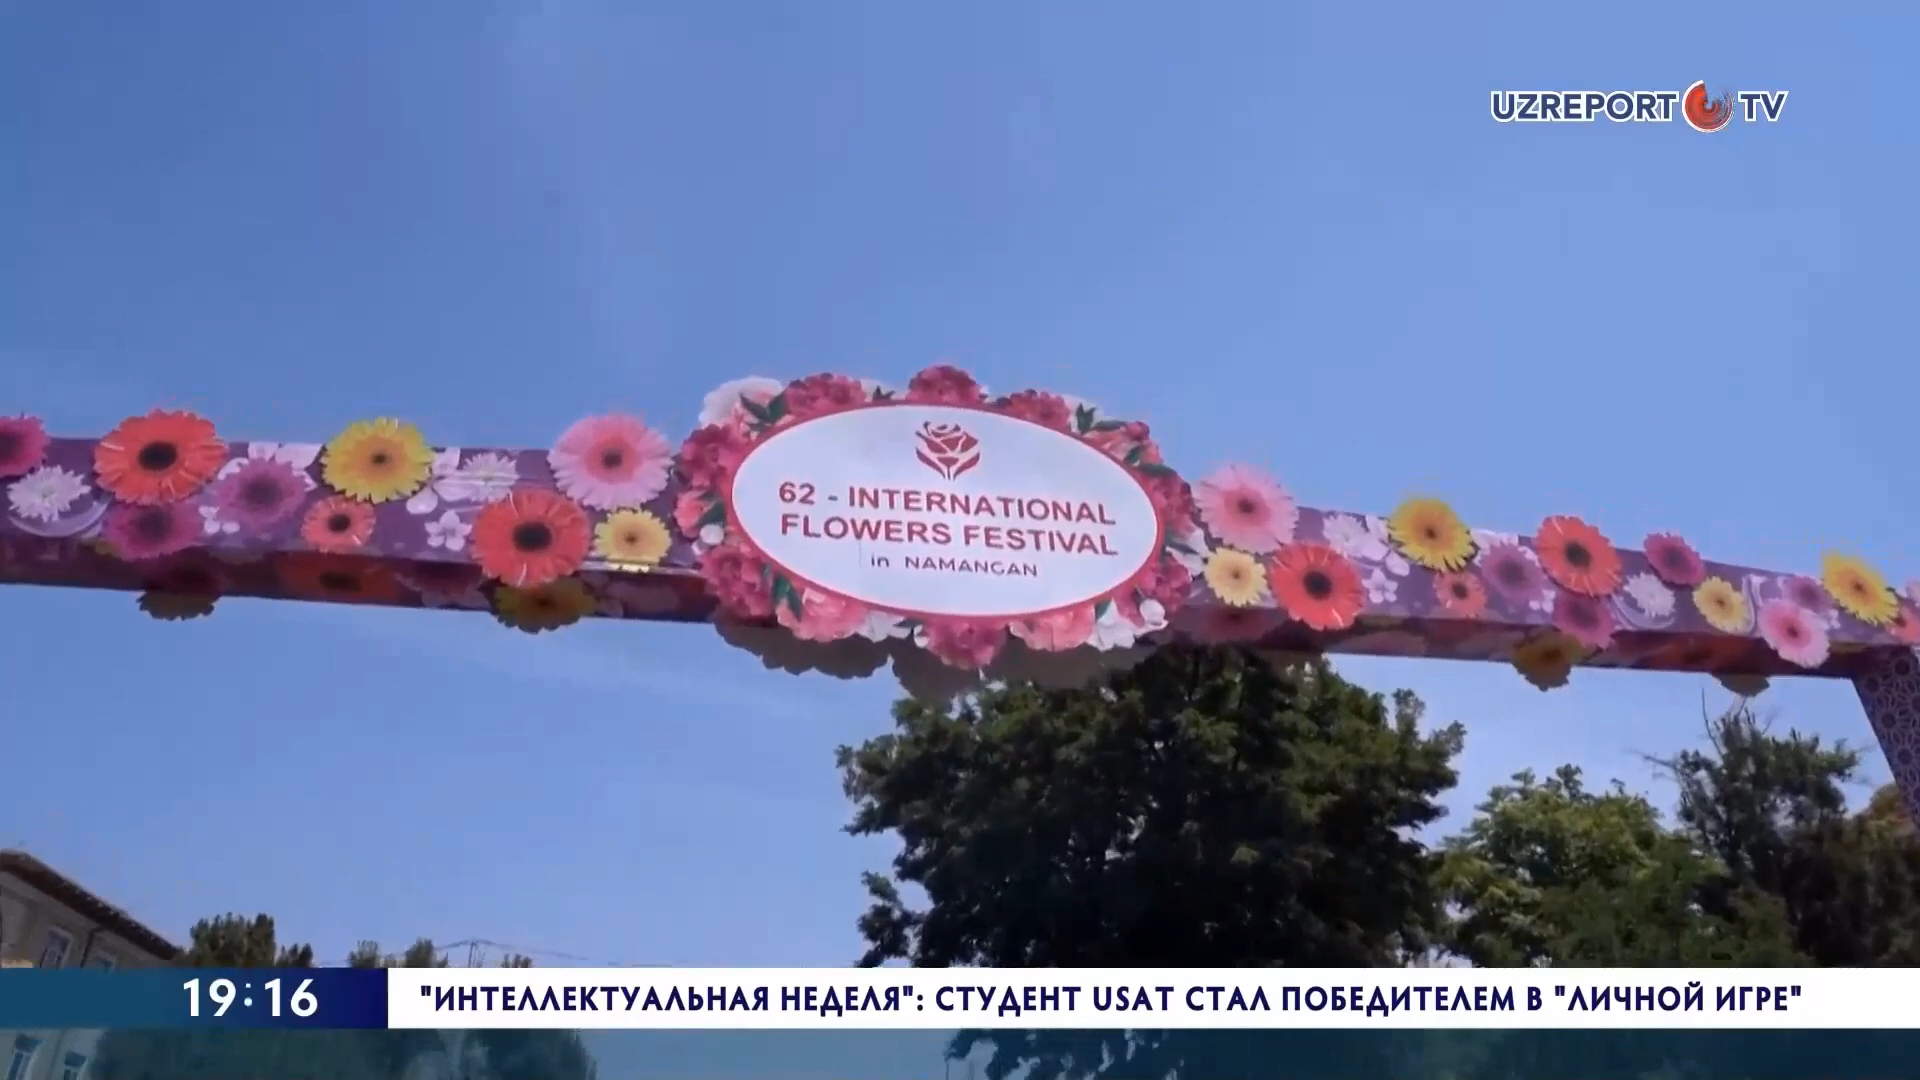 UZREPORT TV
62 - INTERNATIONAL
FLOWERS FESTIVAL
in NAMANGAN
19:16
"ИНТЕЛЛЕКТУАЛЬНАЯ НЕДЕЛЯ": СТУДЕНТ USAT СТАЛ ПОБЕДИТЕЛЕМ В "ЛИЧНОЙ ИГРЕ"